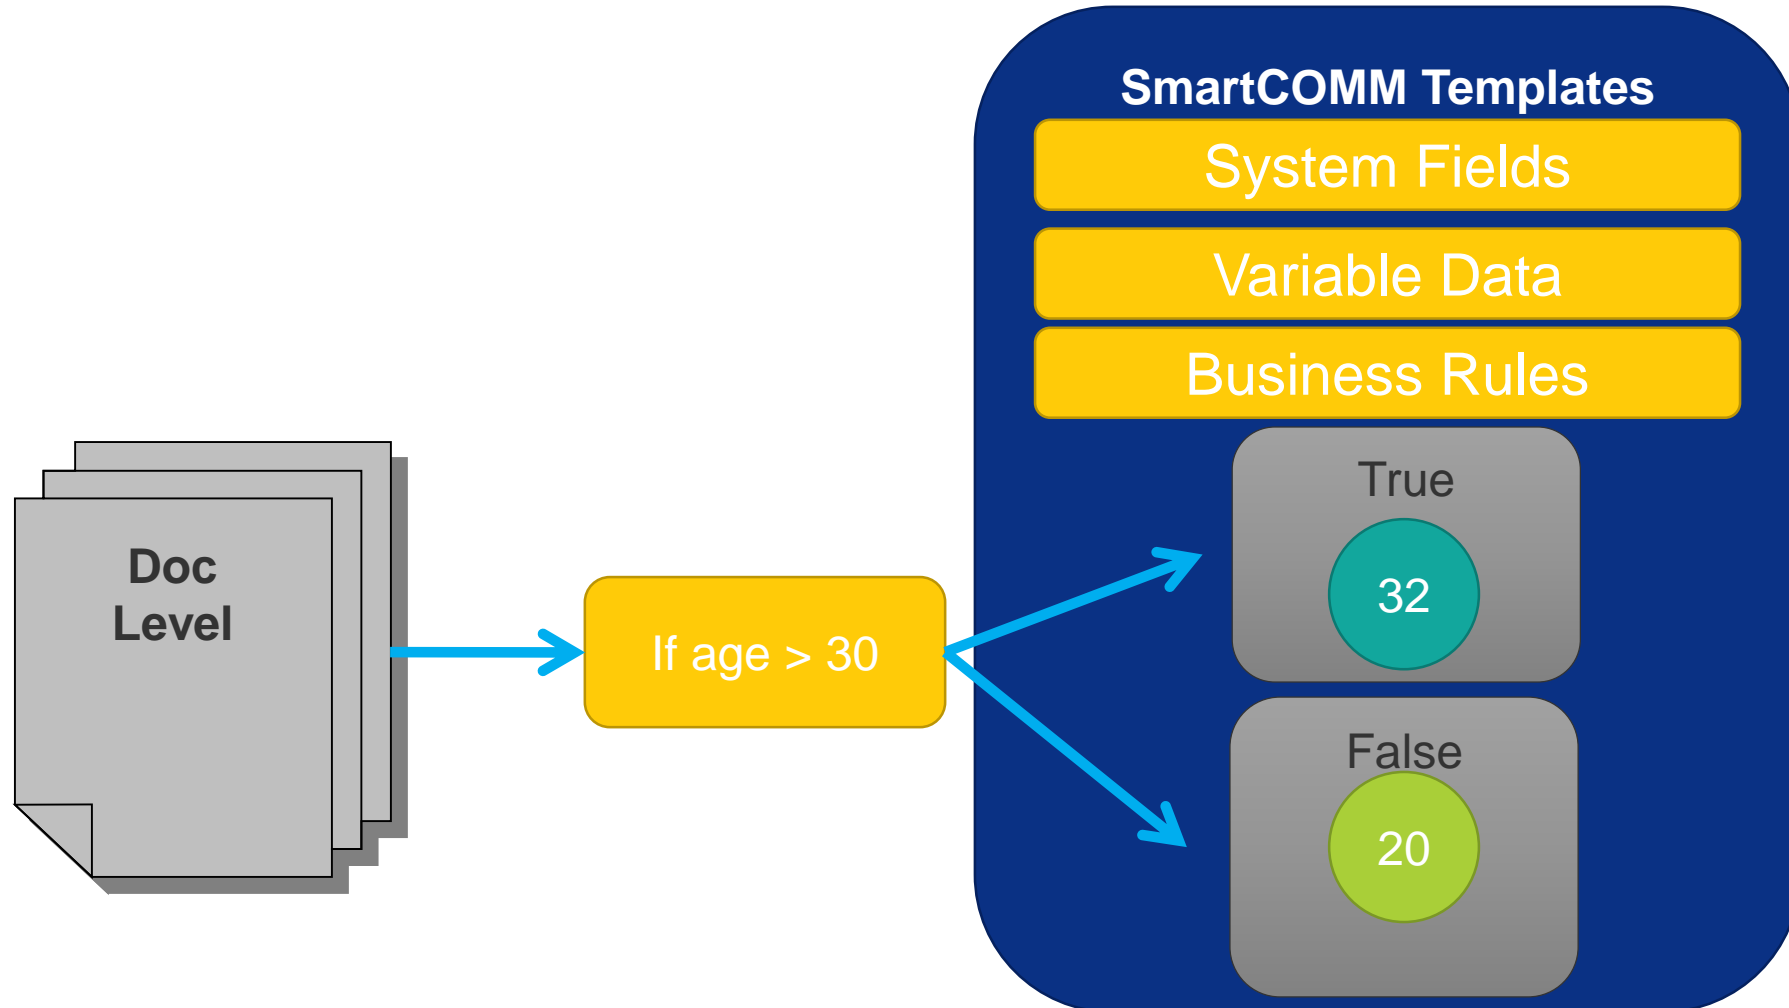 SmartCOMM Templates
System Fields
Variable Data
Business Rules
Doc
Level
If age > 30
True
32
False
20